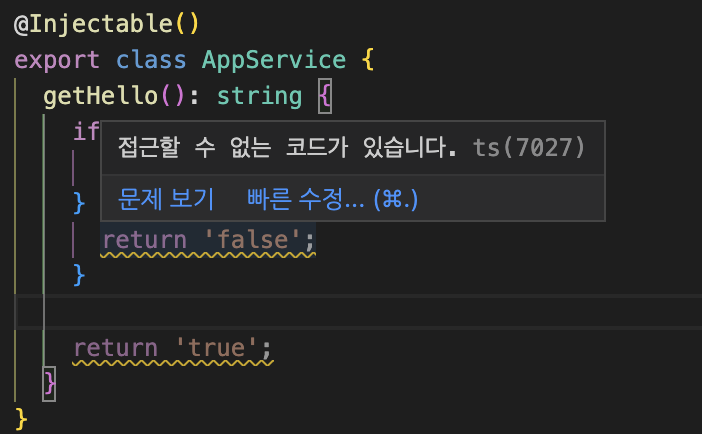 @Injectable()
export class AppService {
getHello(): string {
if
접근할 수 없는 코드가 있습니다. ts(7027)
문제 보기 빠른 수정... (⌘.)
}
return 'false';
}
return 'true';
}
}